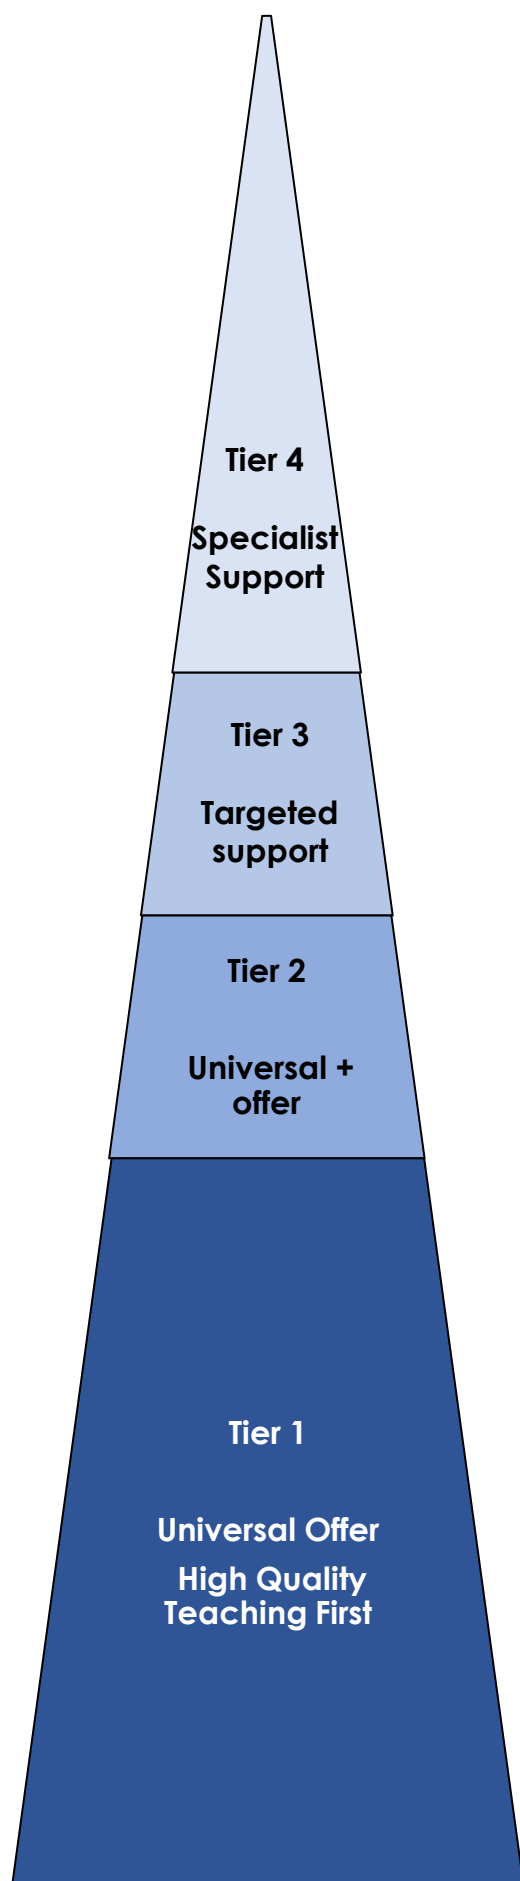 Tier 4
Specialist
Support
Tier 3
Targeted
support
Tier 2
Universal +
offer
Tier 1
Universal Offer
High Quality
Teaching First